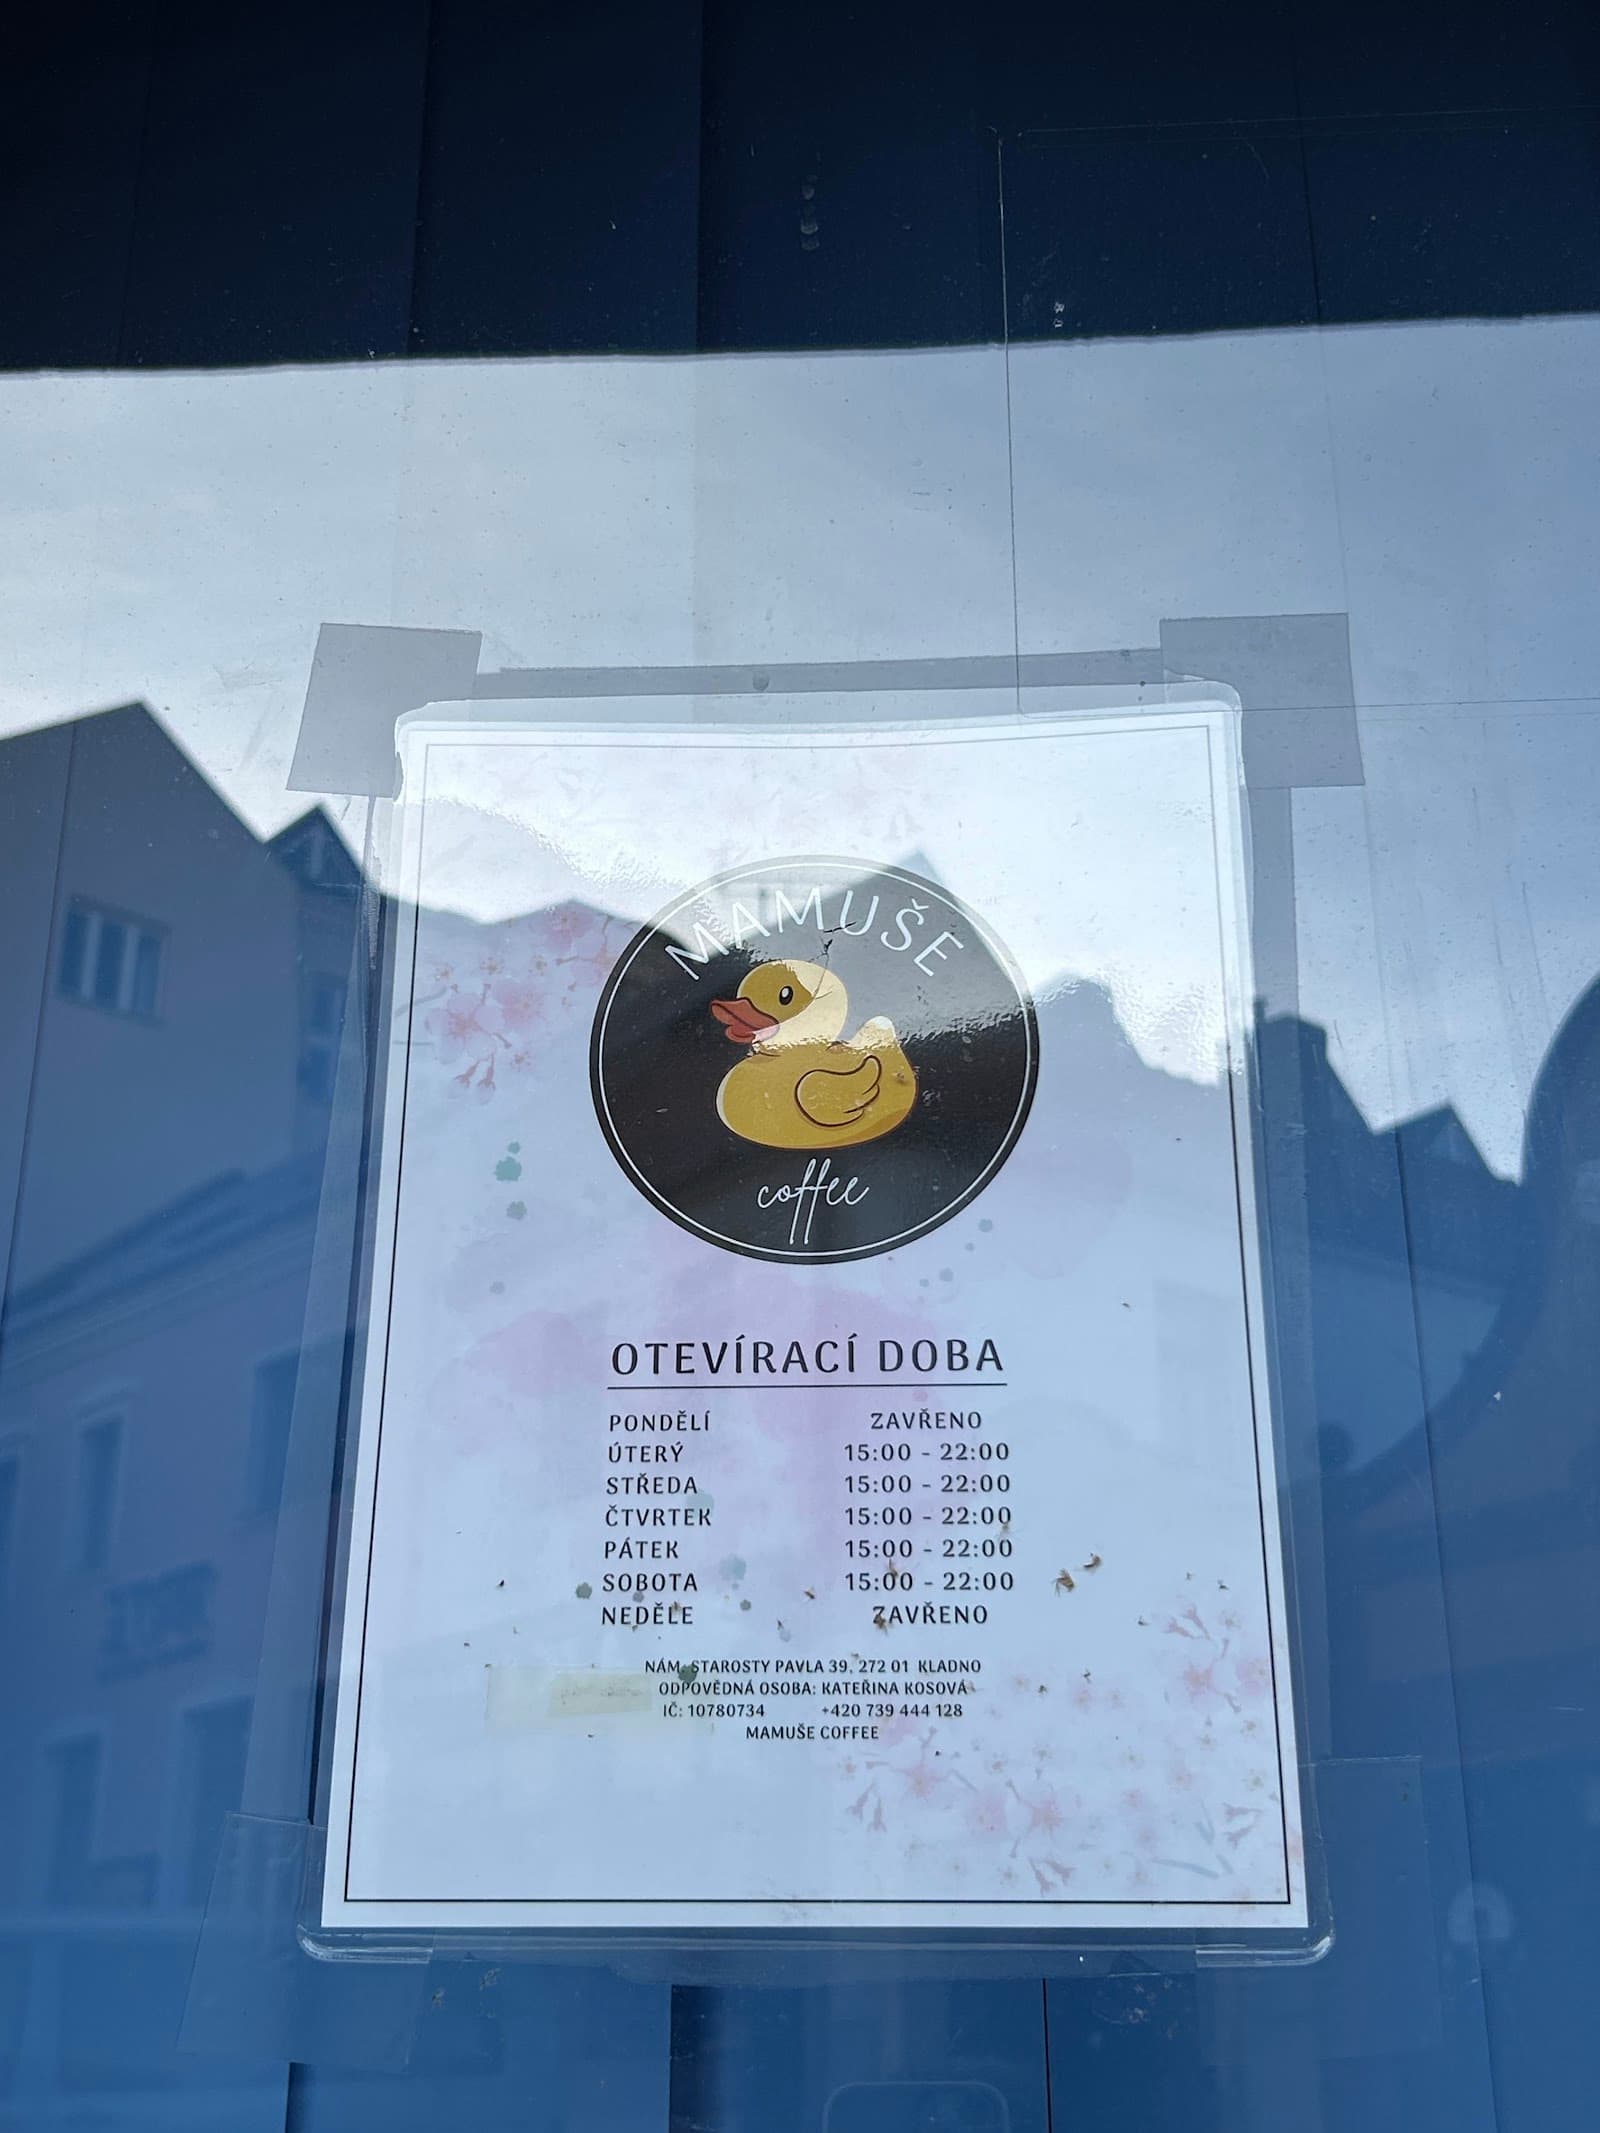 MAMUŠE
coffee
OTEVÍRACÍ DOBA
PONDĚLÍ ZAVŘENO
ÚTERÝ 15:00 - 22:00
STŘEDA 15:00 - 22:00
ČTVRTEK 15:00 - 22:00
PÁTEK 15:00 - 22:00
SOBOTA 15:00 - 22:00
NEDĚLE ZAVŘENO
NÁM. STAROSTY PAVLA 39, 272 01 KLADNO
ODPOVĚDNÁ OSOBA: KATEŘINA KOSOVÁ
IČ: 10780734 +420 739 444 128
MAMUŠE COFFEE